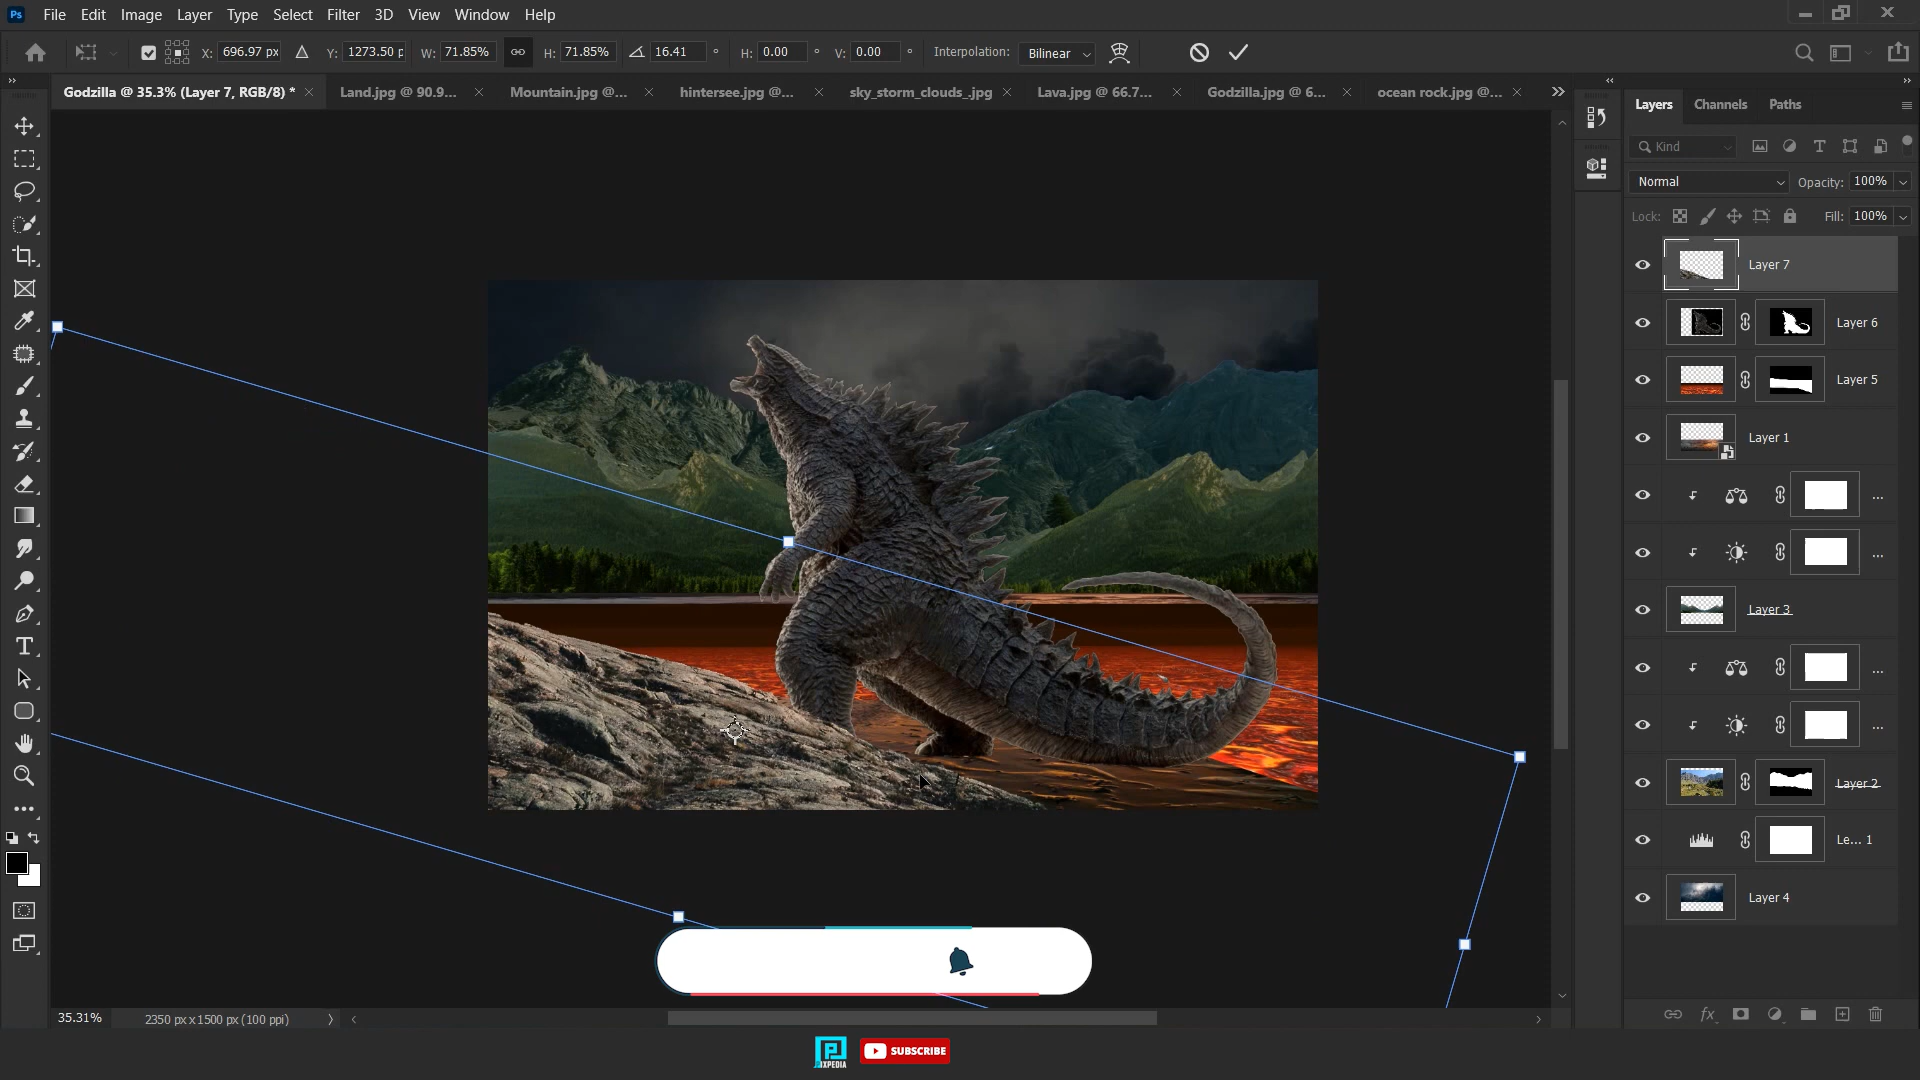 Ps File Edit Image Layer Type Select Filter 3D View Window Help
X: 696.97 px Y: 1273.50 p W: 71.85% H: 71.85% 16.41 ° H: 0.00 ° V: 0.00 ° Interpolation: Bilinear
Godzilla @ 35.3% (Layer 7, RGB/8) * Land.jpg @ 90.9... Mountain.jpg @... hintersee.jpg @... sky_storm_clouds_.jpg Lava.jpg @ 66.7... Godzilla.jpg @ 6... ocean rock.jpg @...
Layers Channels Paths
Kind
Normal Opacity: 100%
Lock: Fill: 100%
Layer 7
Layer 6
Layer 5
Layer 1
...
...
Layer 3
...
...
Layer 2
Le... 1
Layer 4
35.31% 2350 px x 1500 px (100 ppi)
PIXPEDIA SUBSCRIBE